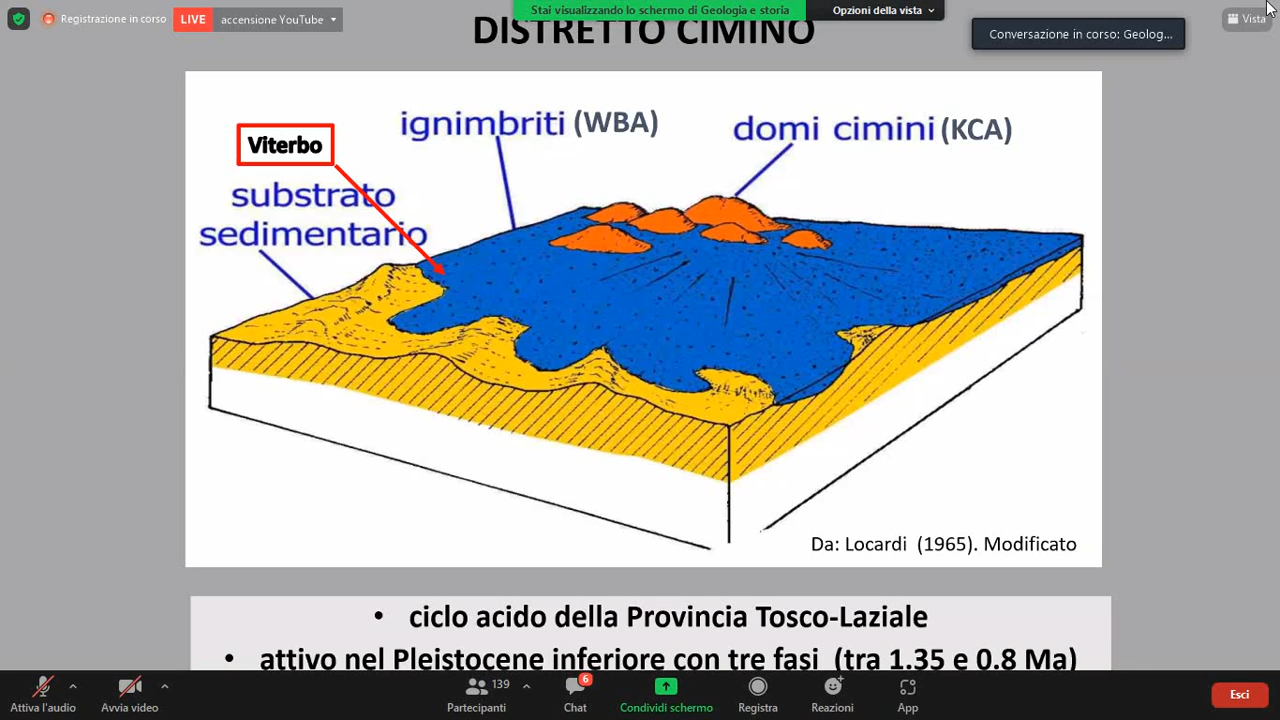 Registrazione in corso
LIVE
accensione YouTube
Stai visualizzando lo schermo di Geologia e storia
Opzioni della vista
Vista
Conversazione in corso: Geolog...
DISTRETTO CIMINO
ignimbriti (WBA)
domi cimini (KCA)
Viterbo
substrato
sedimentario
Da: Locardi (1965). Modificato
• ciclo acido della Provincia Tosco-Laziale
• attivo nel Pleistocene inferiore con tre fasi (tra 1.35 e 0.8 Ma)
Attiva l'audio
Avvia video
139
Partecipanti
6
Chat
Condividi schermo
Registra
Reazioni
App
Esci